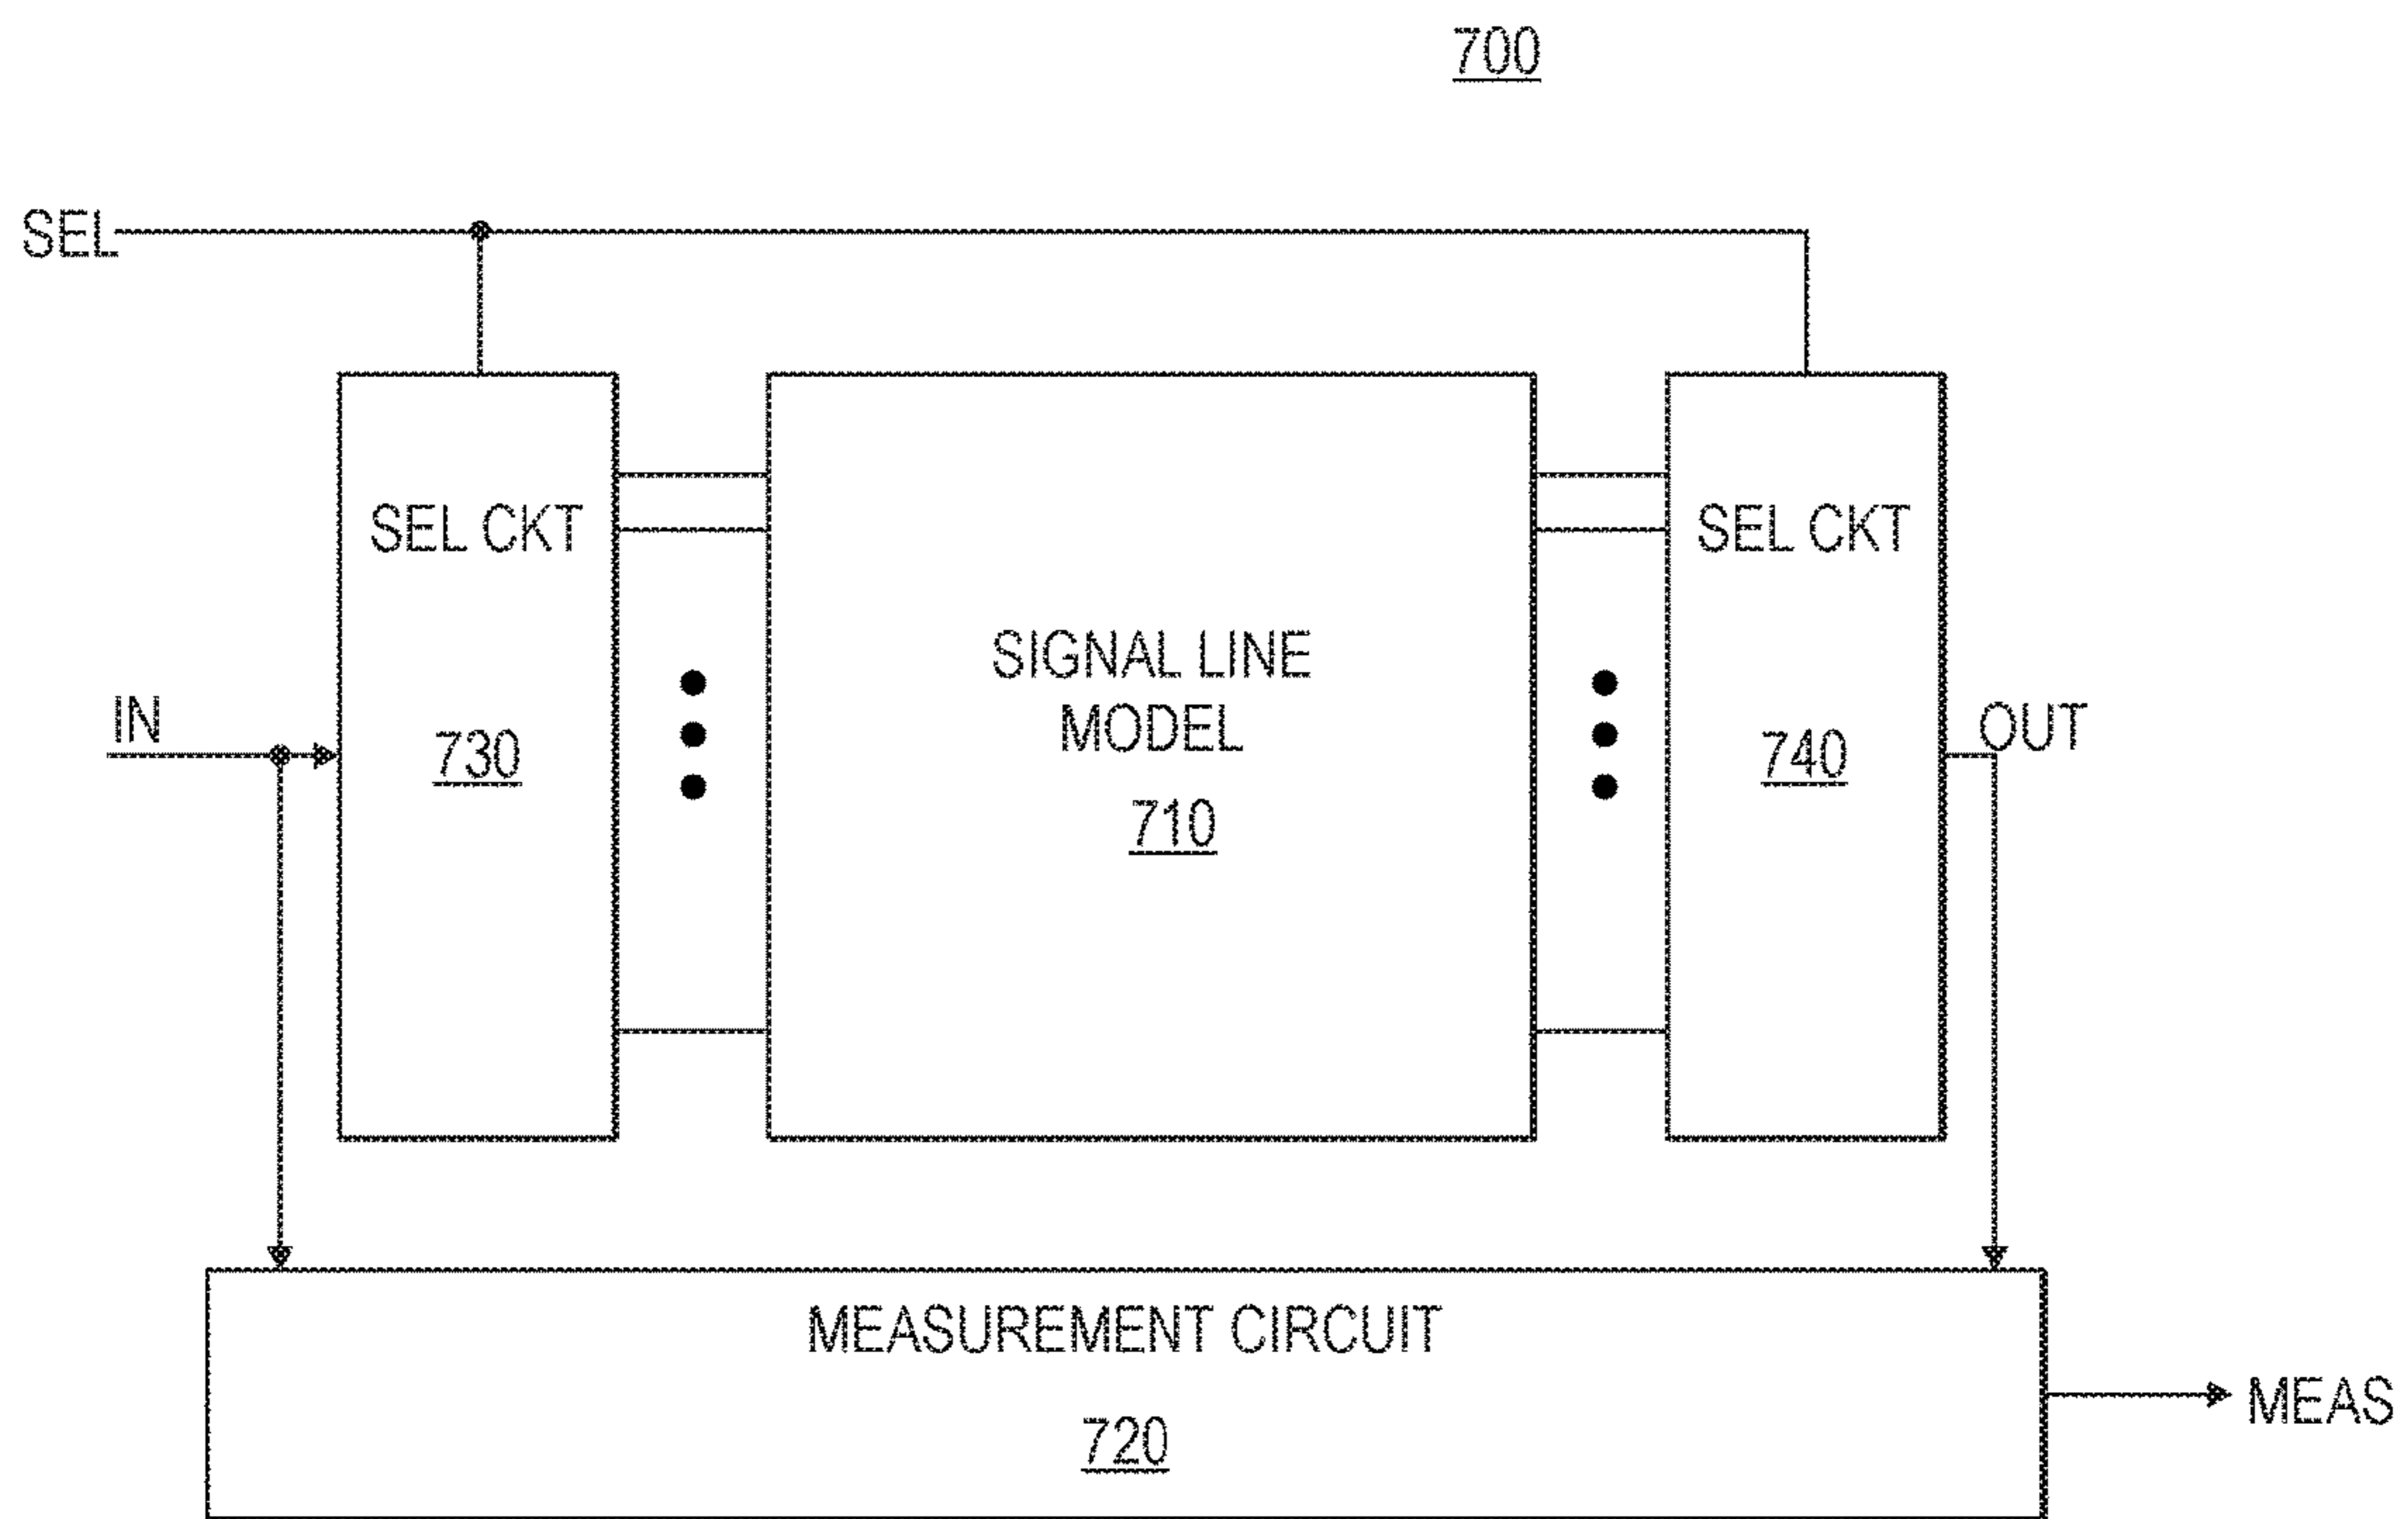 700
SEL
SEL CKT
730
SIGNAL LINE
MODEL
710
SEL CKT
740
IN
OUT
MEASUREMENT CIRCUIT
720
MEAS